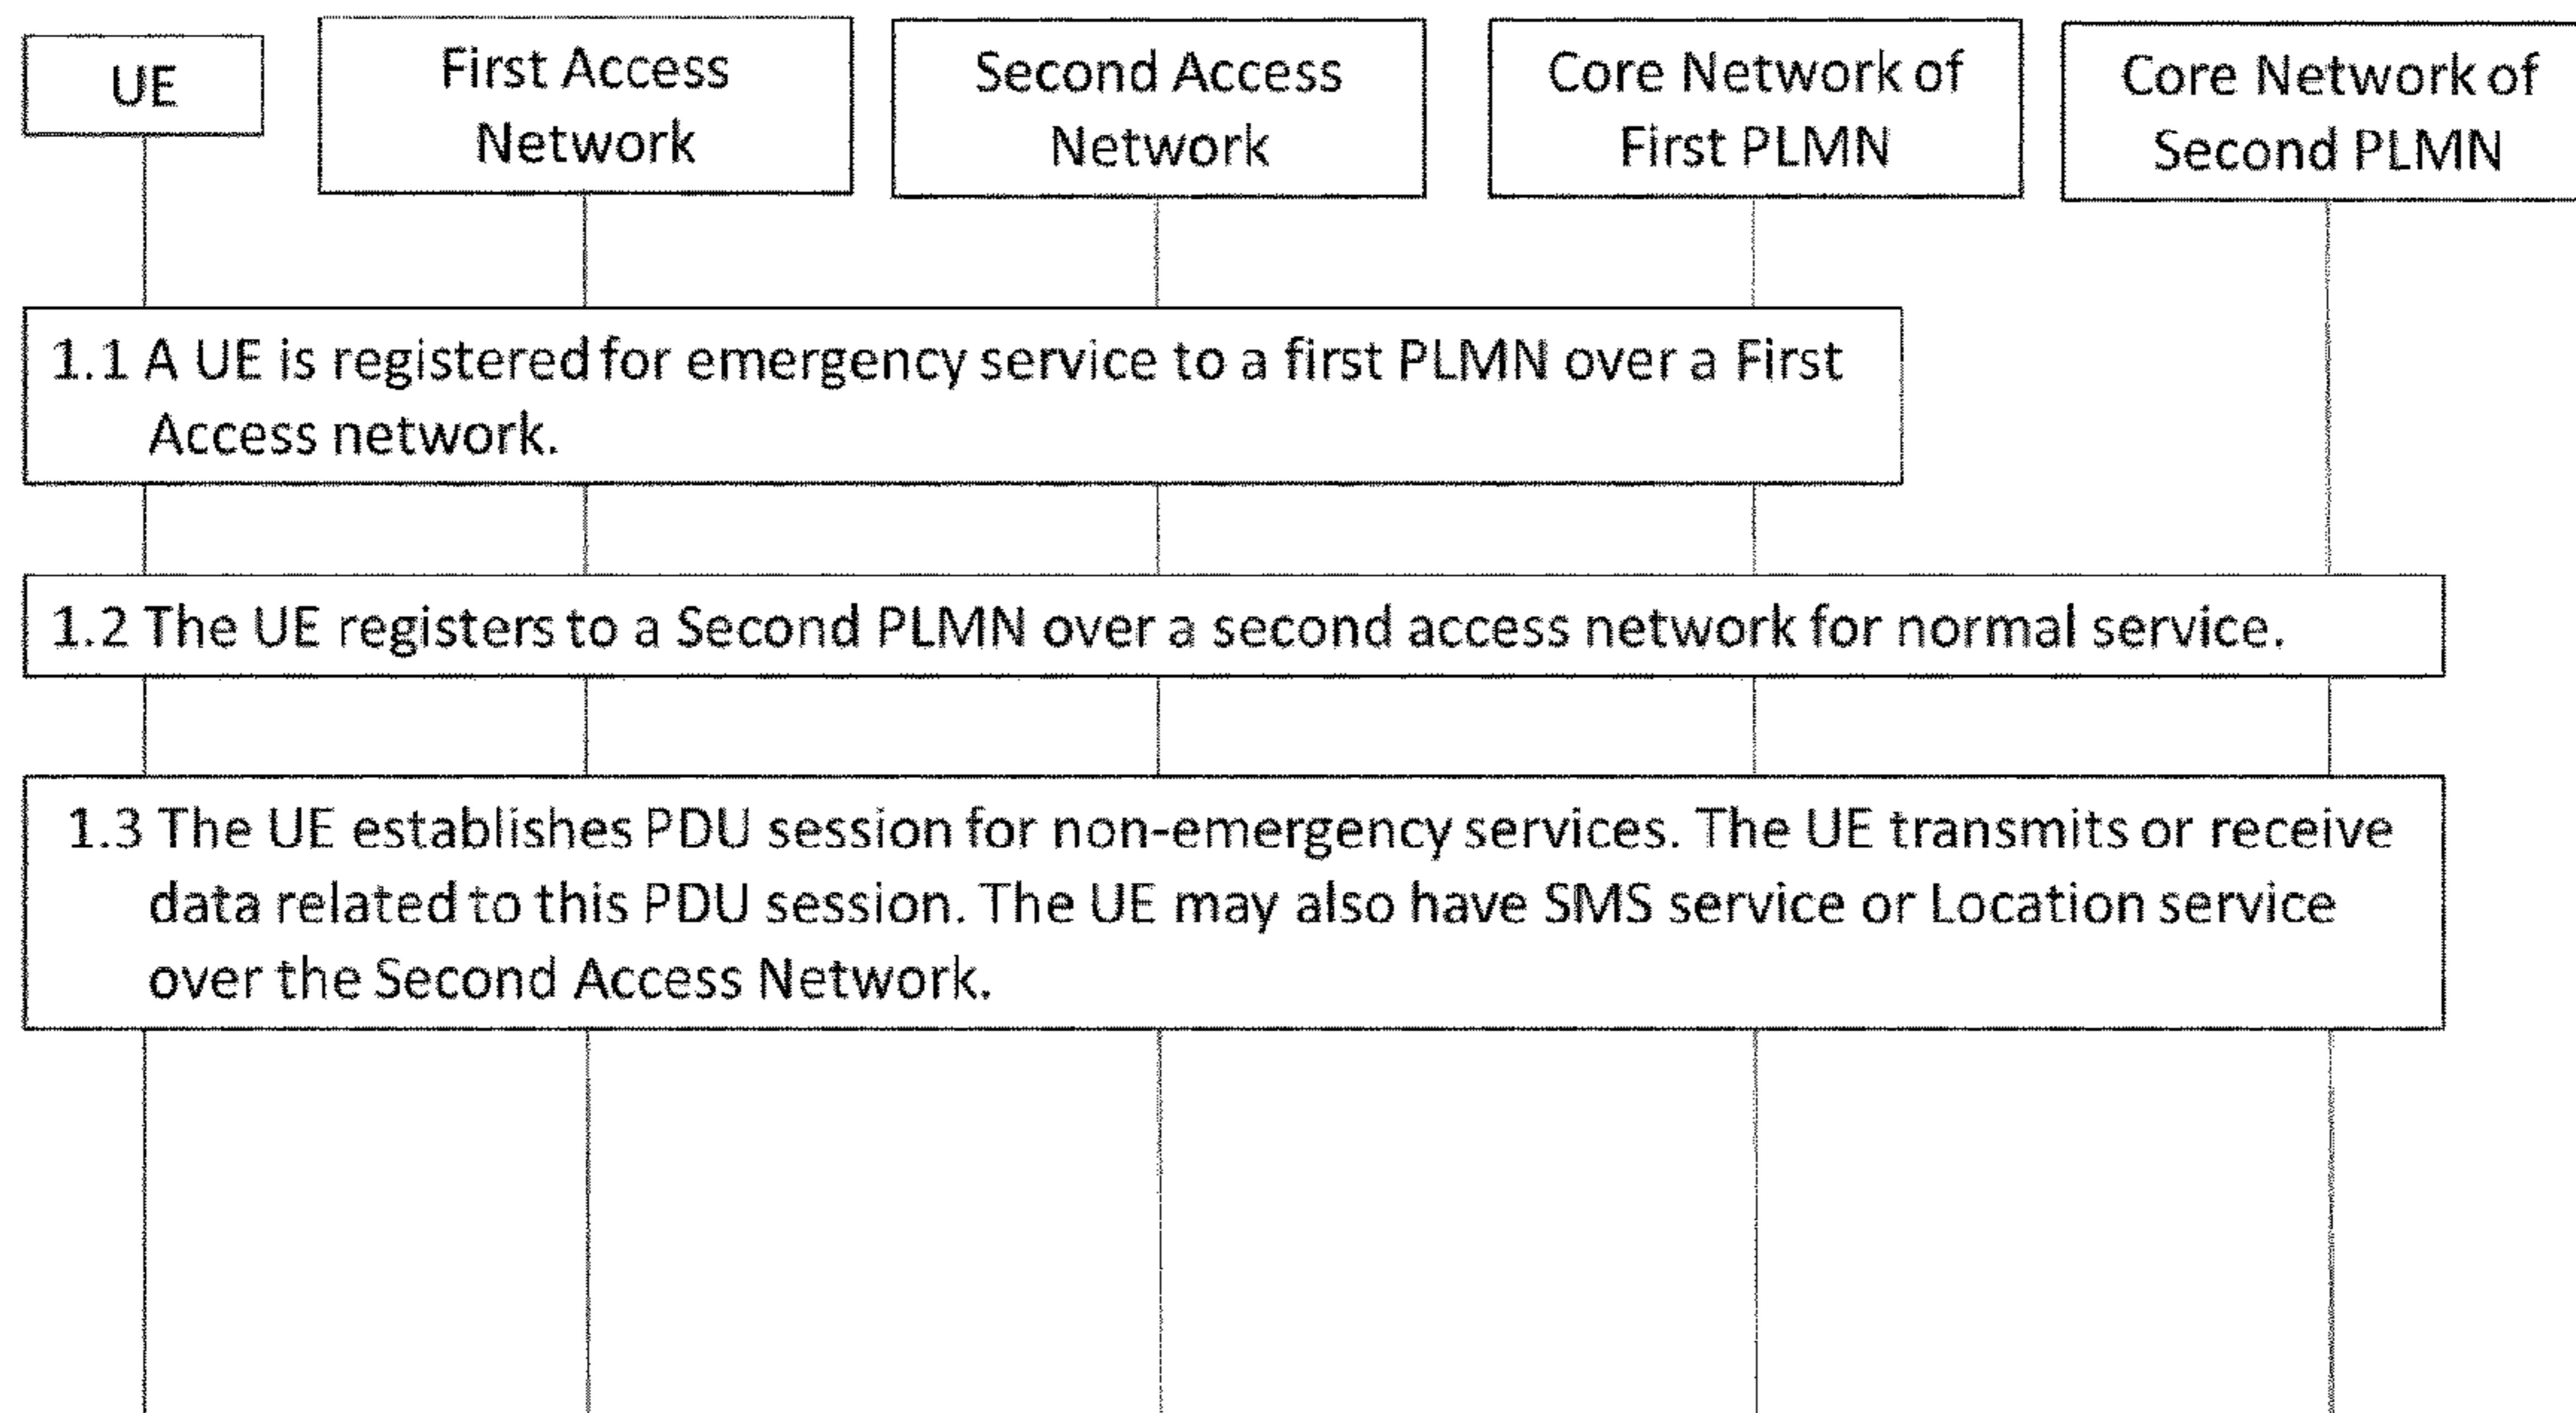 UE
First Access
Network
Second Access
Network
Core Network of
First PLMN
Core Network of
Second PLMN
1.1 A UE is registered for emergency service to a first PLMN over a First
Access network.
1.2 The UE registers to a Second PLMN over a second access network for normal service.
1.3 The UE establishes PDU session for non-emergency services. The UE transmits or receive
data related to this PDU session. The UE may also have SMS service or Location service
over the Second Access Network.